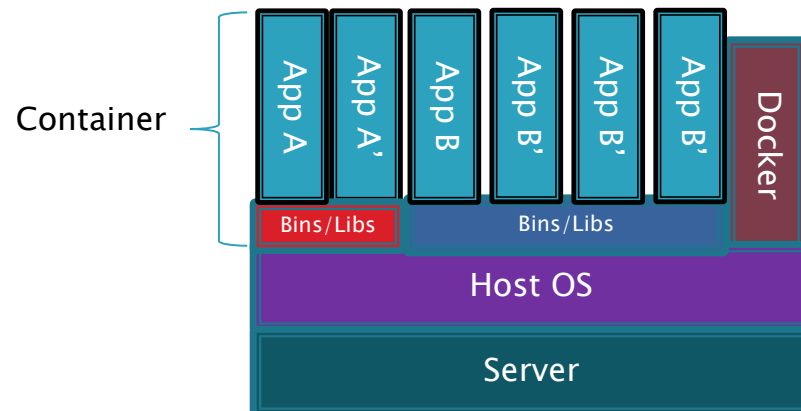 Container
App A
App A’
App B
App B’
App B’
App B’
Docker
Bins/Libs
Bins/Libs
Host OS
Server